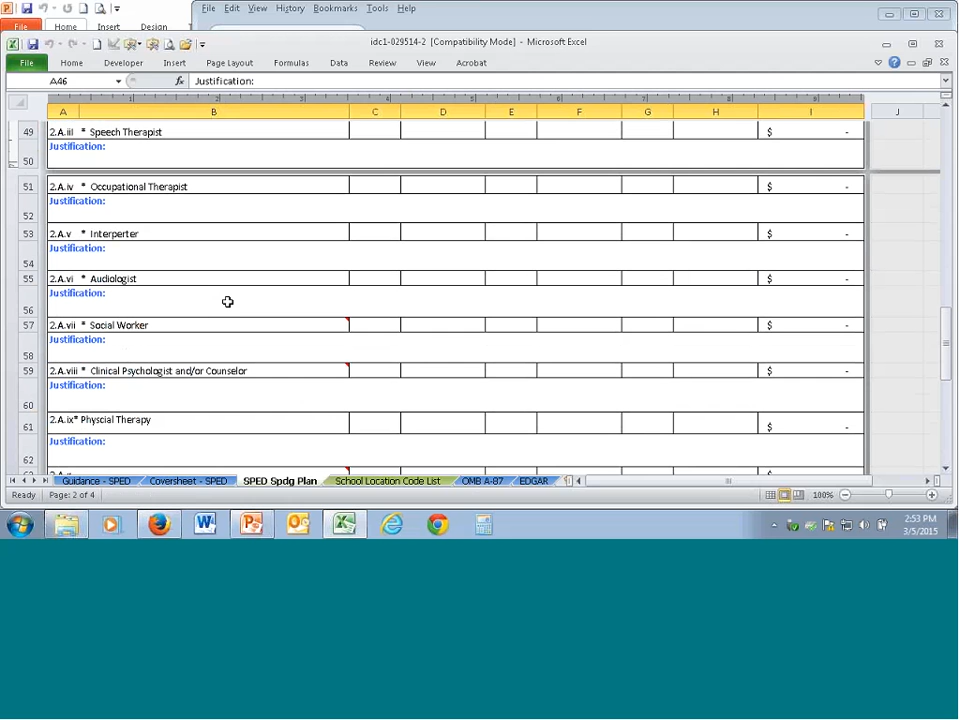 File Edit View History Bookmarks Tools Help
File Home Insert Design
idc1-029514-2 [Compatibility Mode] - Microsoft Excel
File Home Developer Insert Page Layout Formulas Data Review View Acrobat
A46 fx Justification:
A B C D E F G H I J
49 2.A.iii * Speech Therapist $ -
Justification:
50
51 2.A.iv * Occupational Therapist $ -
Justification:
52
53 2.A.v * Interperter $ -
Justification:
54
55 2.A.vi * Audiologist $ -
Justification:
56
57 2.A.vii * Social Worker $ -
Justification:
58
59 2.A.viii * Clinical Psychologist and/or Counselor $ -
Justification:
60
2.A.ix* Physcial Therapy
61 $ -
Justification:
62
Guidance - SPED Coversheet - SPED SPED Spdg Plan School Location Code List OMB A-87 EDGAR
Ready Page: 2 of 4 100%
2:53 PM
3/5/2015